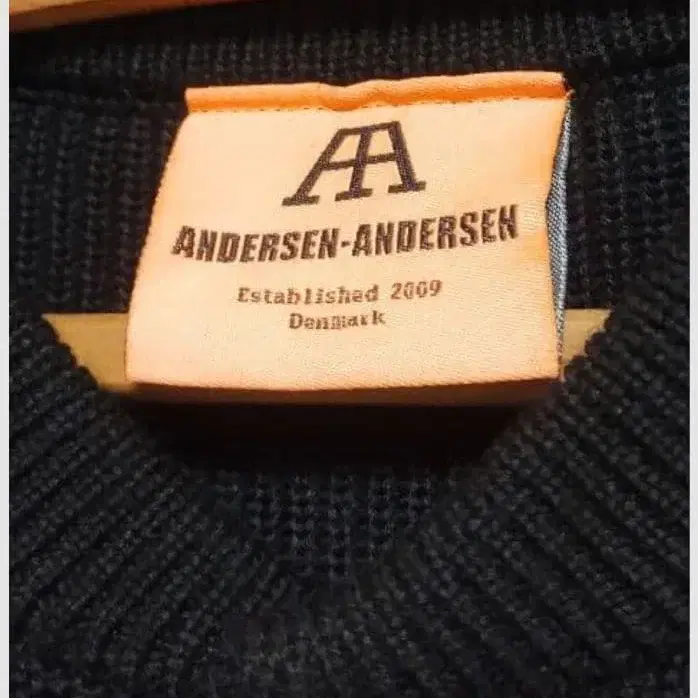 AA
ANDERSEN-ANDERSEN
Established 2009
Denmark